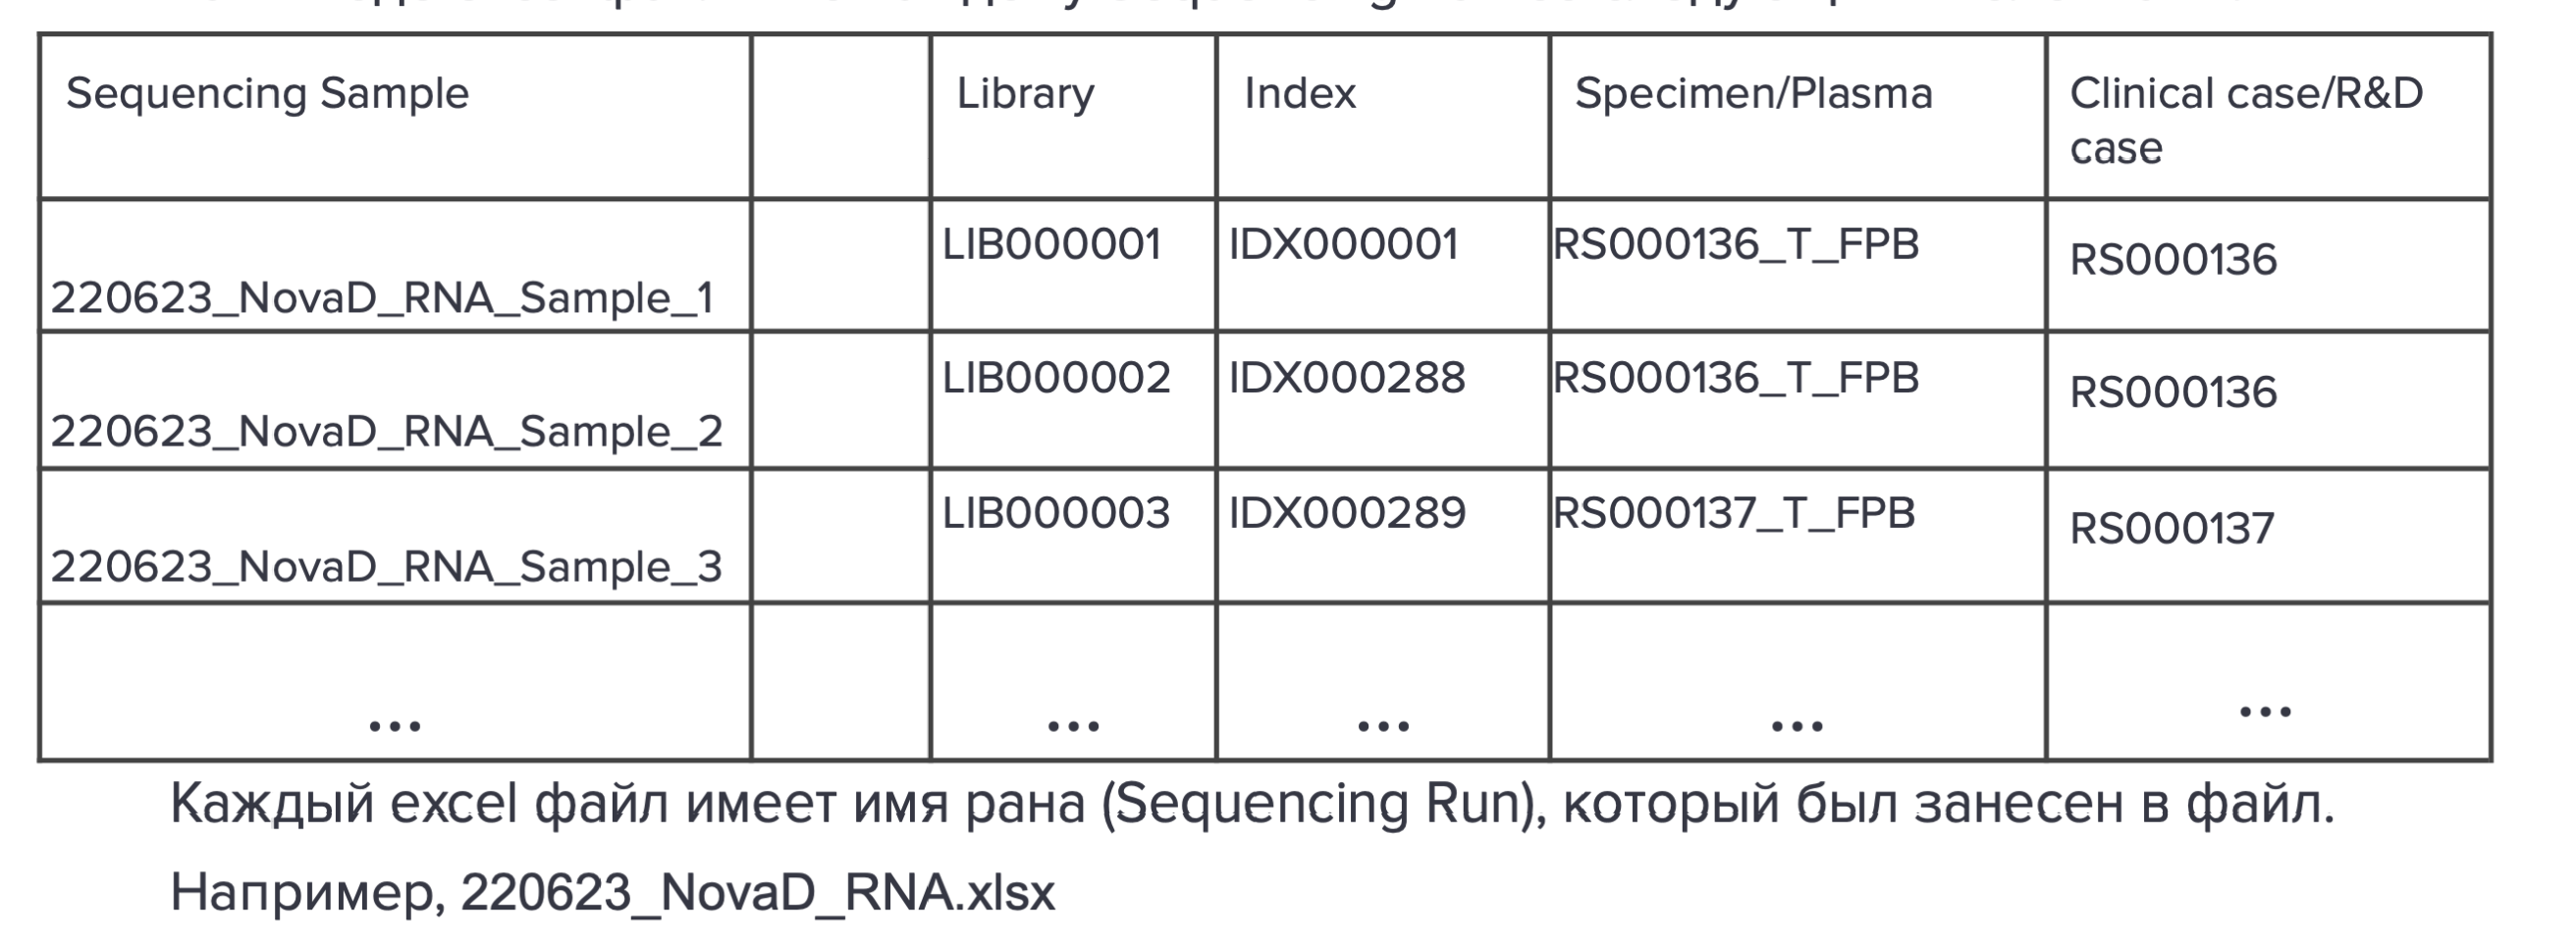 Sequencing Sample Library Index Specimen/Plasma Clinical case/R&D
case
220623_NovaD_RNA_Sample_1 LIB000001 IDX000001 RS000136_T_FPB RS000136
220623_NovaD_RNA_Sample_2 LIB000002 IDX000288 RS000136_T_FPB RS000136
220623_NovaD_RNA_Sample_3 LIB000003 IDX000289 RS000137_T_FPB RS000137
... ... ... ... ...
Каждый excel файл имеет имя рана (Sequencing Run), который был занесен в файл.
Например, 220623_NovaD_RNA.xlsx